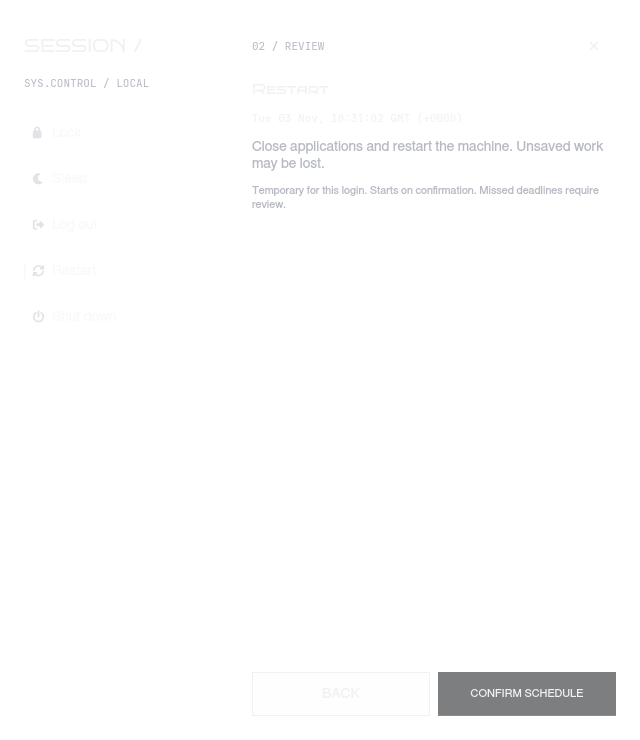 SESSION /
SYS.CONTROL / LOCAL
Lock
Sleep
Log out
Restart
Shut down
02 / REVIEW
×
RESTART
Tue 03 Nov, 18:31:02 GMT (+0000)
Close applications and restart the machine. Unsaved work
may be lost.
Temporary for this login. Starts on confirmation. Missed deadlines require
review.
BACK
CONFIRM SCHEDULE